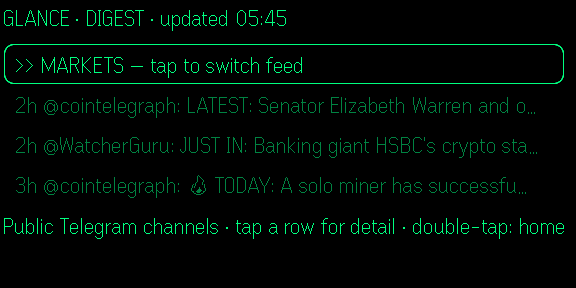 GLANCE · DIGEST · updated 05:45
>> MARKETS — tap to switch feed
2h @cointelegraph: LATEST: Senator Elizabeth Warren and o…
2h @WatcherGuru: JUST IN: Banking giant HSBC's crypto sta…
3h @cointelegraph: 🔥 TODAY: A solo miner has successfu…
Public Telegram channels · tap a row for detail · double-tap: home